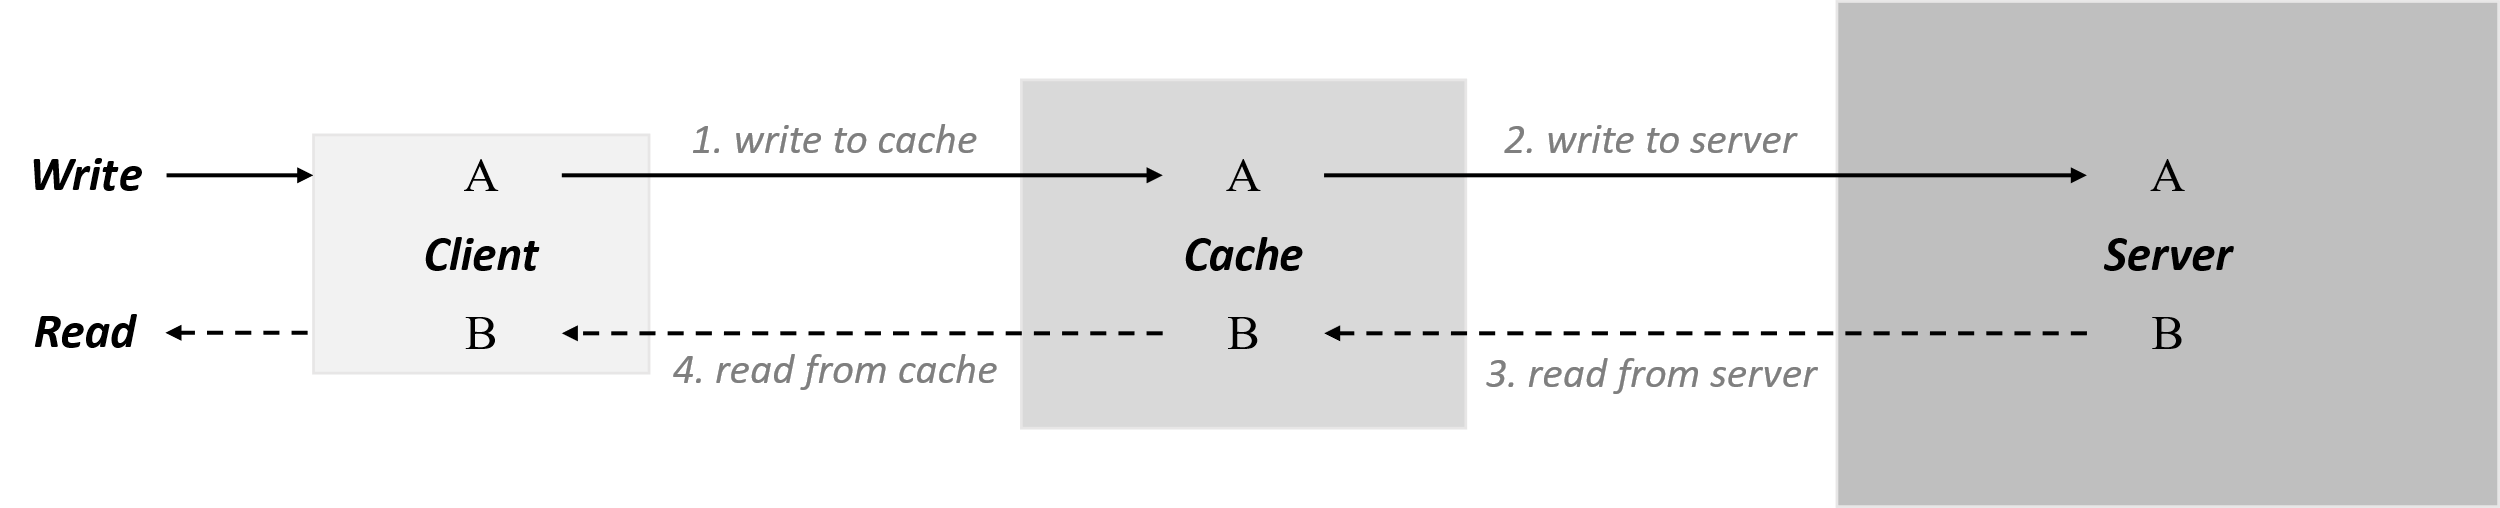 1. write to cache
2. write to server
Write
A
A
A
Client
Cache
Server
Read
B
B
B
4. read from cache
3. read from server